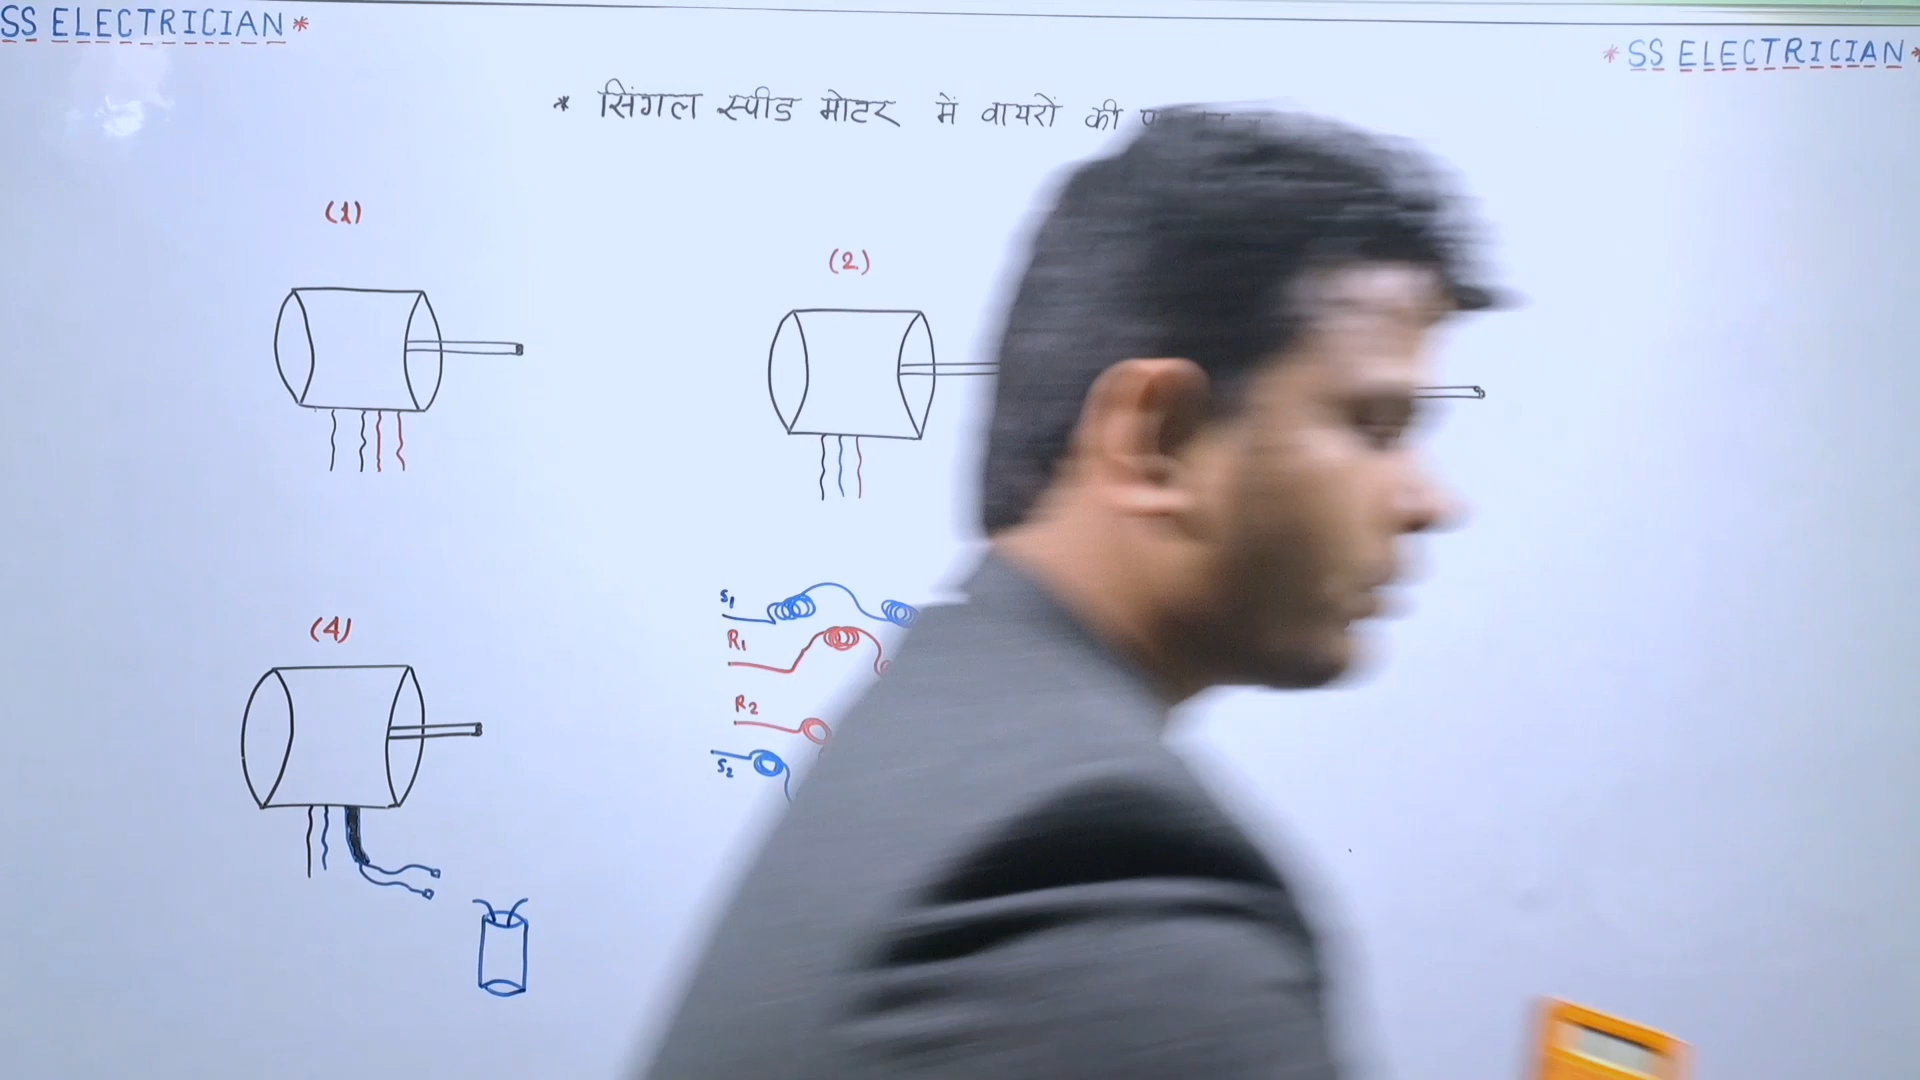 SS ELECTRICIAN*
*SS ELECTRICIAN*
* सिंगल स्पीड मोटर में वायरों की
(1)
(2)
(4)
S1
R1
R2
S2